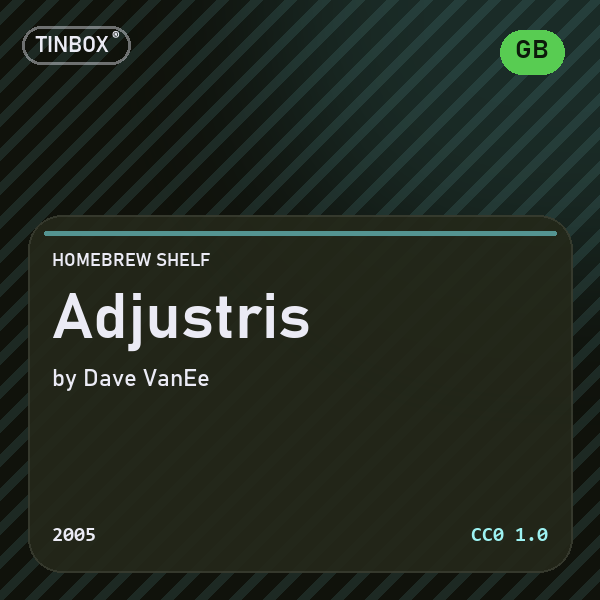 TINBOX®
GB
HOMEBREW SHELF
Adjustris
by Dave VanEe
2005
CC0 1.0